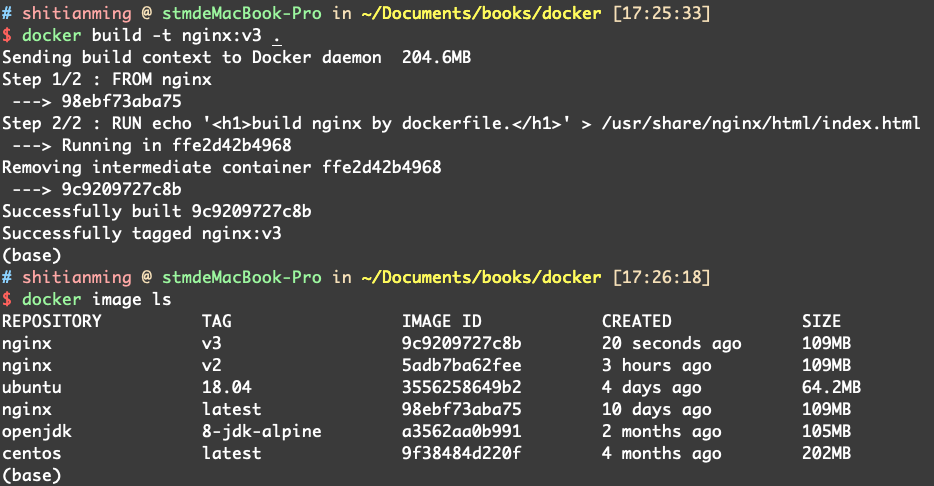 # shitianming @ stmdeMacBook-Pro in ~/Documents/books/docker [17:25:33]
$ docker build -t nginx:v3 .
Sending build context to Docker daemon  204.6MB
Step 1/2 : FROM nginx
 ---> 98ebf73aba75
Step 2/2 : RUN echo '<h1>build nginx by dockerfile.</h1>' > /usr/share/nginx/html/index.html
 ---> Running in ffe2d42b4968
Removing intermediate container ffe2d42b4968
 ---> 9c9209727c8b
Successfully built 9c9209727c8b
Successfully tagged nginx:v3
(base)
# shitianming @ stmdeMacBook-Pro in ~/Documents/books/docker [17:26:18]
$ docker image ls
REPOSITORY          TAG                 IMAGE ID            CREATED             SIZE
nginx               v3                  9c9209727c8b        20 seconds ago      109MB
nginx               v2                  5adb7ba62fee        3 hours ago         109MB
ubuntu              18.04               3556258649b2        4 days ago          64.2MB
nginx               latest              98ebf73aba75        10 days ago         109MB
openjdk             8-jdk-alpine        a3562aa0b991        2 months ago        105MB
centos              latest              9f38484d220f        4 months ago        202MB
(base)